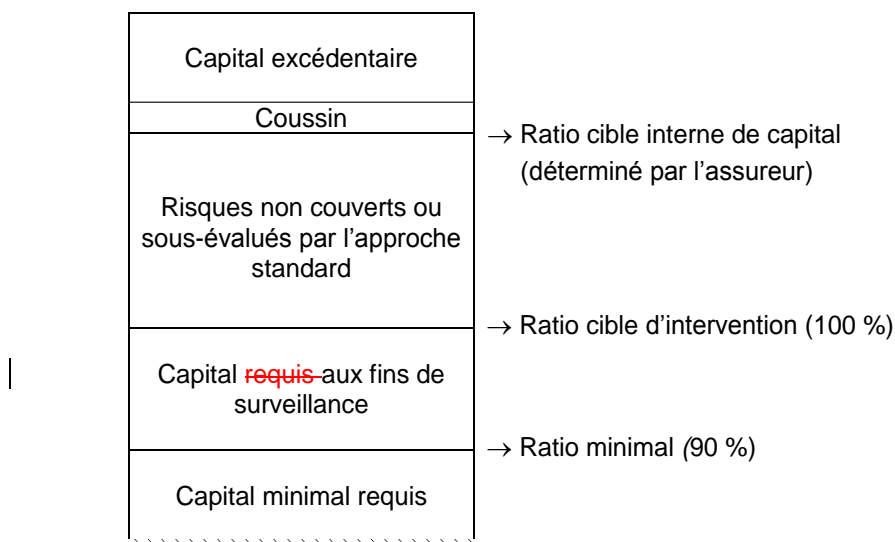 Capital excédentaire
Coussin
→ Ratio cible interne de capital
(déterminé par l’assureur)
Risques non couverts ou
sous-évalués par l’approche
standard
→ Ratio cible d’intervention (100 %)
Capital requis aux fins de
surveillance
→ Ratio minimal (90 %)
Capital minimal requis